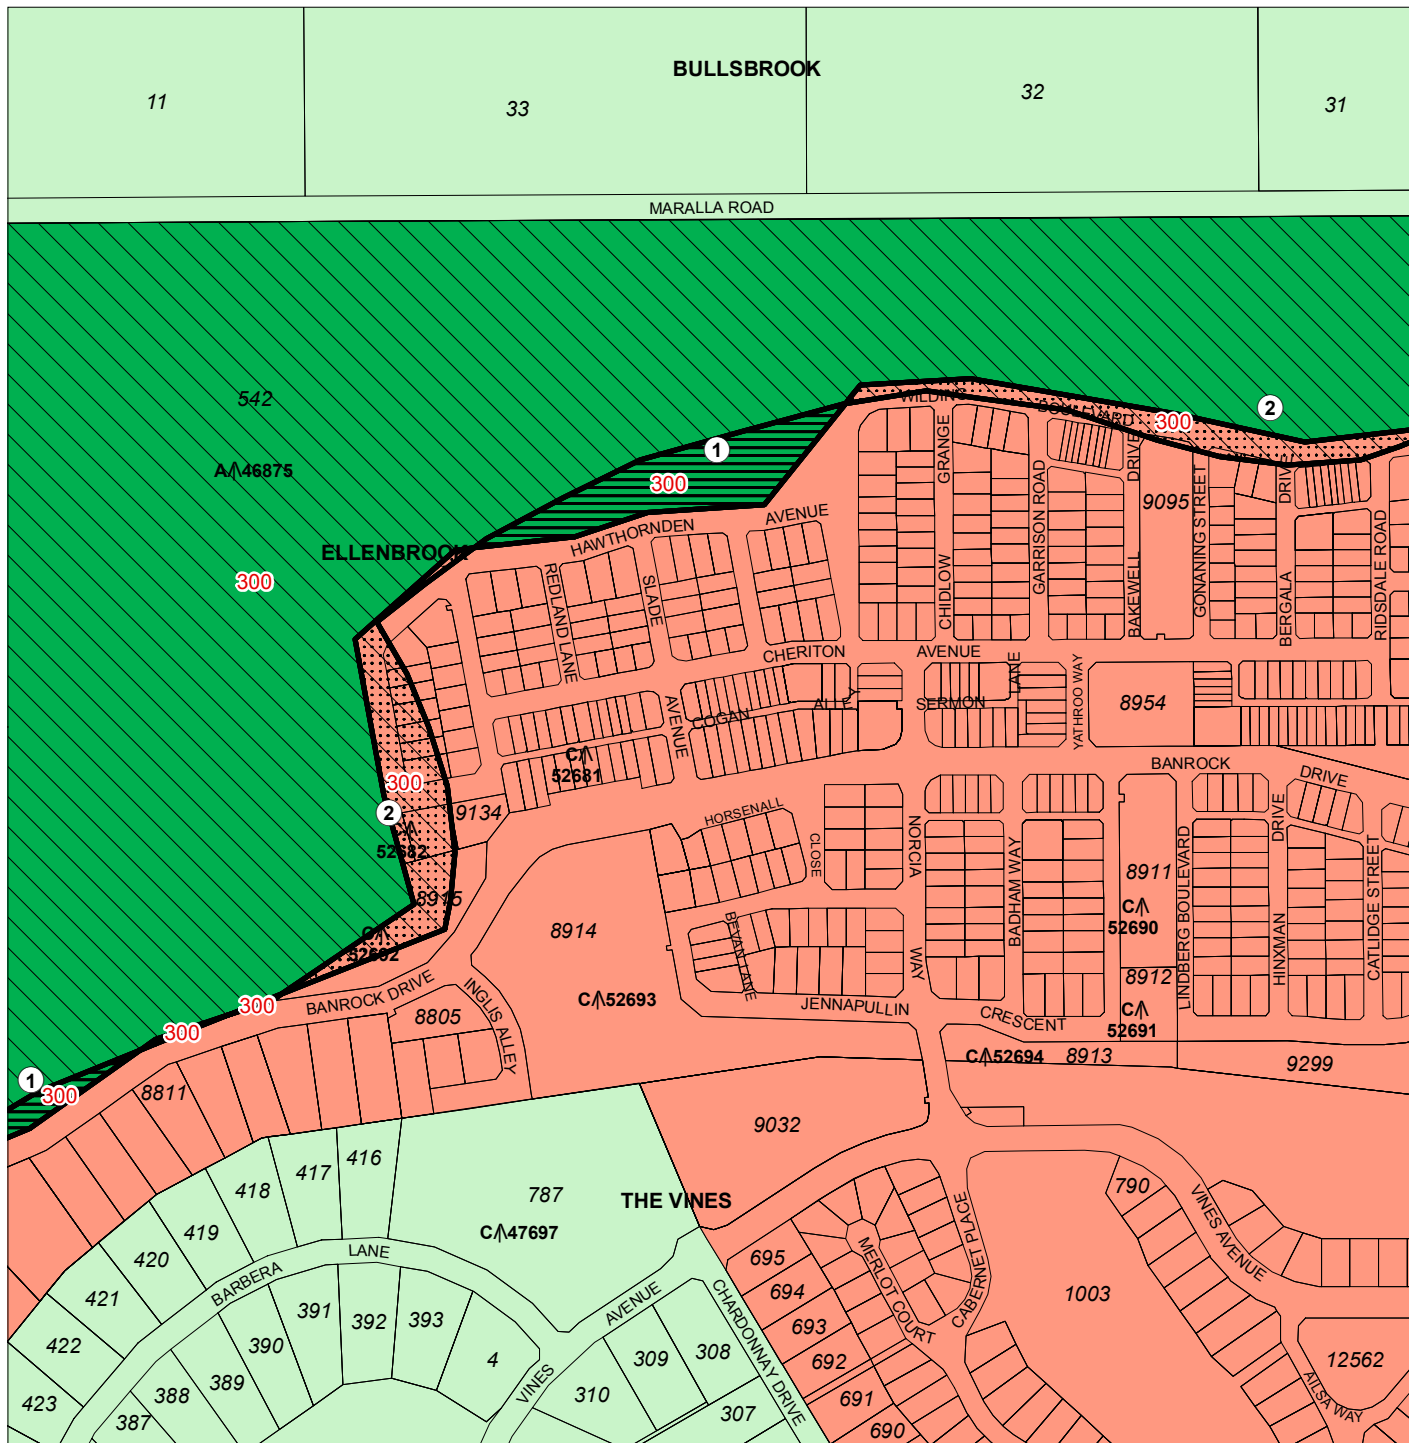 BULLSBROOK
11
33
32
31
MARALLA ROAD
542
A 46875
ELLENBROOK
300
1
300
WILDING
BOULEVARD
300
2
HAWTHORNDEN
AVENUE
REDLAND LANE
SLADE
AVENUE
GRANGE
CHIDLOW
GARRISON ROAD
DRIVE
BAKEWELL
9095
GONANING STREET
DRIVE
BERGALA
RIDSDALE ROAD
CHERITON
AVENUE
LANE
YATHROO WAY
COGAN
ALLEY
SERMON
8954
C
52681
300
2
9134
C
52682
8915
BANROCK
DRIVE
HORSENALL
CLOSE
NORCIA
WAY
BADHAM WAY
8911
C
52690
8912
C
52691
LINDBERG BOULEVARD
DRIVE
HINXMAN
CATLIDGE STREET
8914
C 52693
BEVAN LANE
C
52692
300
300
BANROCK DRIVE
INGLIS ALLEY
8805
JENNAPULLIN
CRESCENT
C 52694
8913
9299
1
300
8811
9032
THE VINES
787
C 47697
416
417
418
419
420
421
422
423
BARBERA
LANE
387
388
389
390
391
392
393
4
VINES
AVENUE
310
309
308
307
CHARDONNAY DRIVE
695
694
693
692
691
690
MERLOT COURT
CABERNET PLACE
790
VINES AVENUE
1003
12562
AILSA WAY